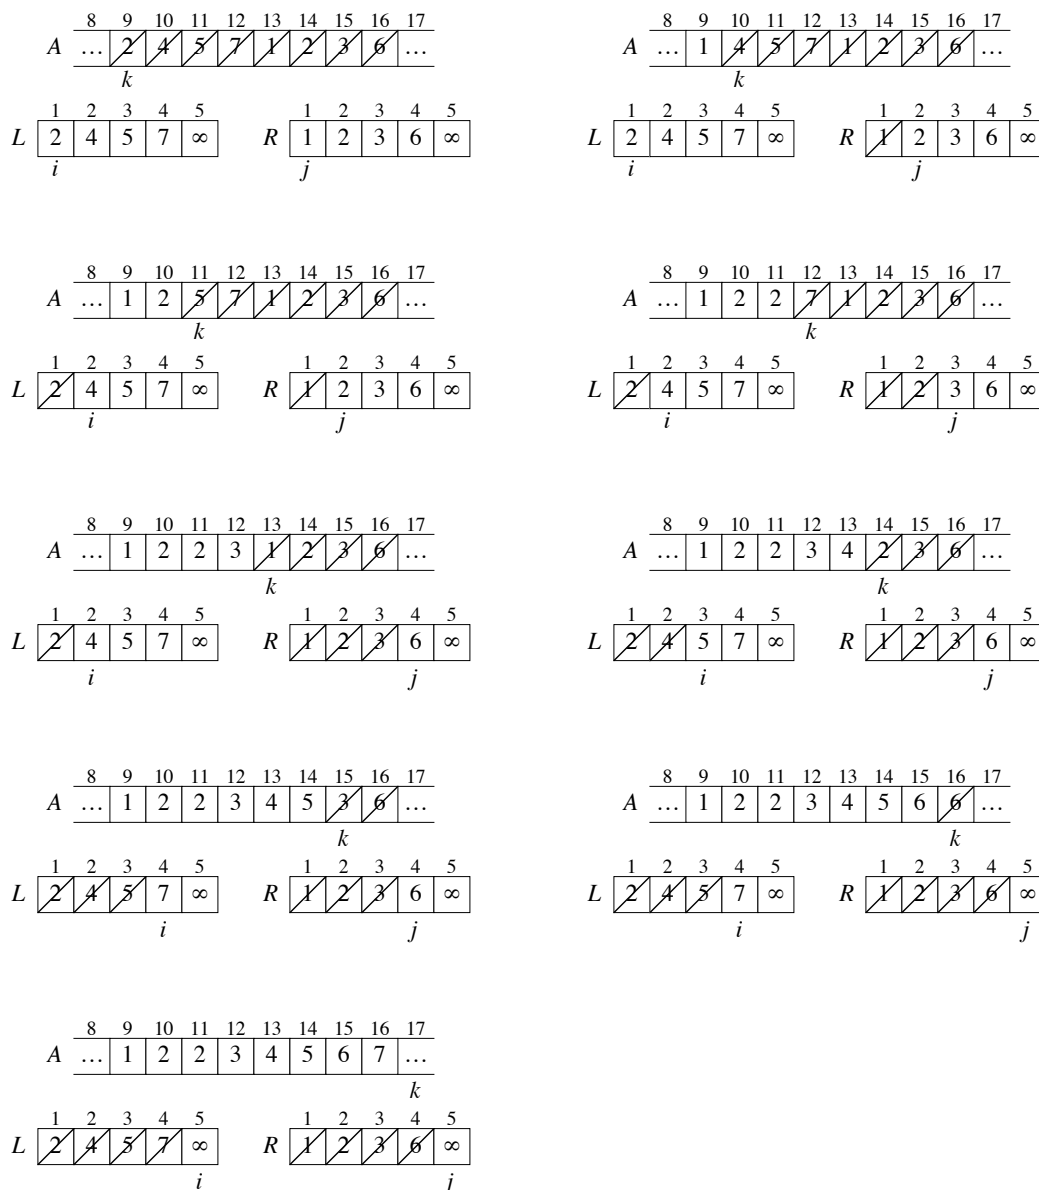 8 9 10 11 12 13 14 15 16 17
A … 2 4 5 7 1 2 3 6 …
k
1 2 3 4 5 1 2 3 4 5
L 2 4 5 7 ∞ R 1 2 3 6 ∞
i j
8 9 10 11 12 13 14 15 16 17
A … 1 4 5 7 1 2 3 6 …
k
1 2 3 4 5 1 2 3 4 5
L 2 4 5 7 ∞ R 1 2 3 6 ∞
i j
8 9 10 11 12 13 14 15 16 17
A … 1 2 5 7 1 2 3 6 …
k
1 2 3 4 5 1 2 3 4 5
L 2 4 5 7 ∞ R 1 2 3 6 ∞
i j
8 9 10 11 12 13 14 15 16 17
A … 1 2 2 7 1 2 3 6 …
k
1 2 3 4 5 1 2 3 4 5
L 2 4 5 7 ∞ R 1 2 3 6 ∞
i j
8 9 10 11 12 13 14 15 16 17
A … 1 2 2 3 1 2 3 6 …
k
1 2 3 4 5 1 2 3 4 5
L 2 4 5 7 ∞ R 1 2 3 6 ∞
i j
8 9 10 11 12 13 14 15 16 17
A … 1 2 2 3 4 2 3 6 …
k
1 2 3 4 5 1 2 3 4 5
L 2 4 5 7 ∞ R 1 2 3 6 ∞
i j
8 9 10 11 12 13 14 15 16 17
A … 1 2 2 3 4 5 3 6 …
k
1 2 3 4 5 1 2 3 4 5
L 2 4 5 7 ∞ R 1 2 3 6 ∞
i j
8 9 10 11 12 13 14 15 16 17
A … 1 2 2 3 4 5 6 6 …
k
1 2 3 4 5 1 2 3 4 5
L 2 4 5 7 ∞ R 1 2 3 6 ∞
i j
8 9 10 11 12 13 14 15 16 17
A … 1 2 2 3 4 5 6 7 …
k
1 2 3 4 5 1 2 3 4 5
L 2 4 5 7 ∞ R 1 2 3 6 ∞
i j